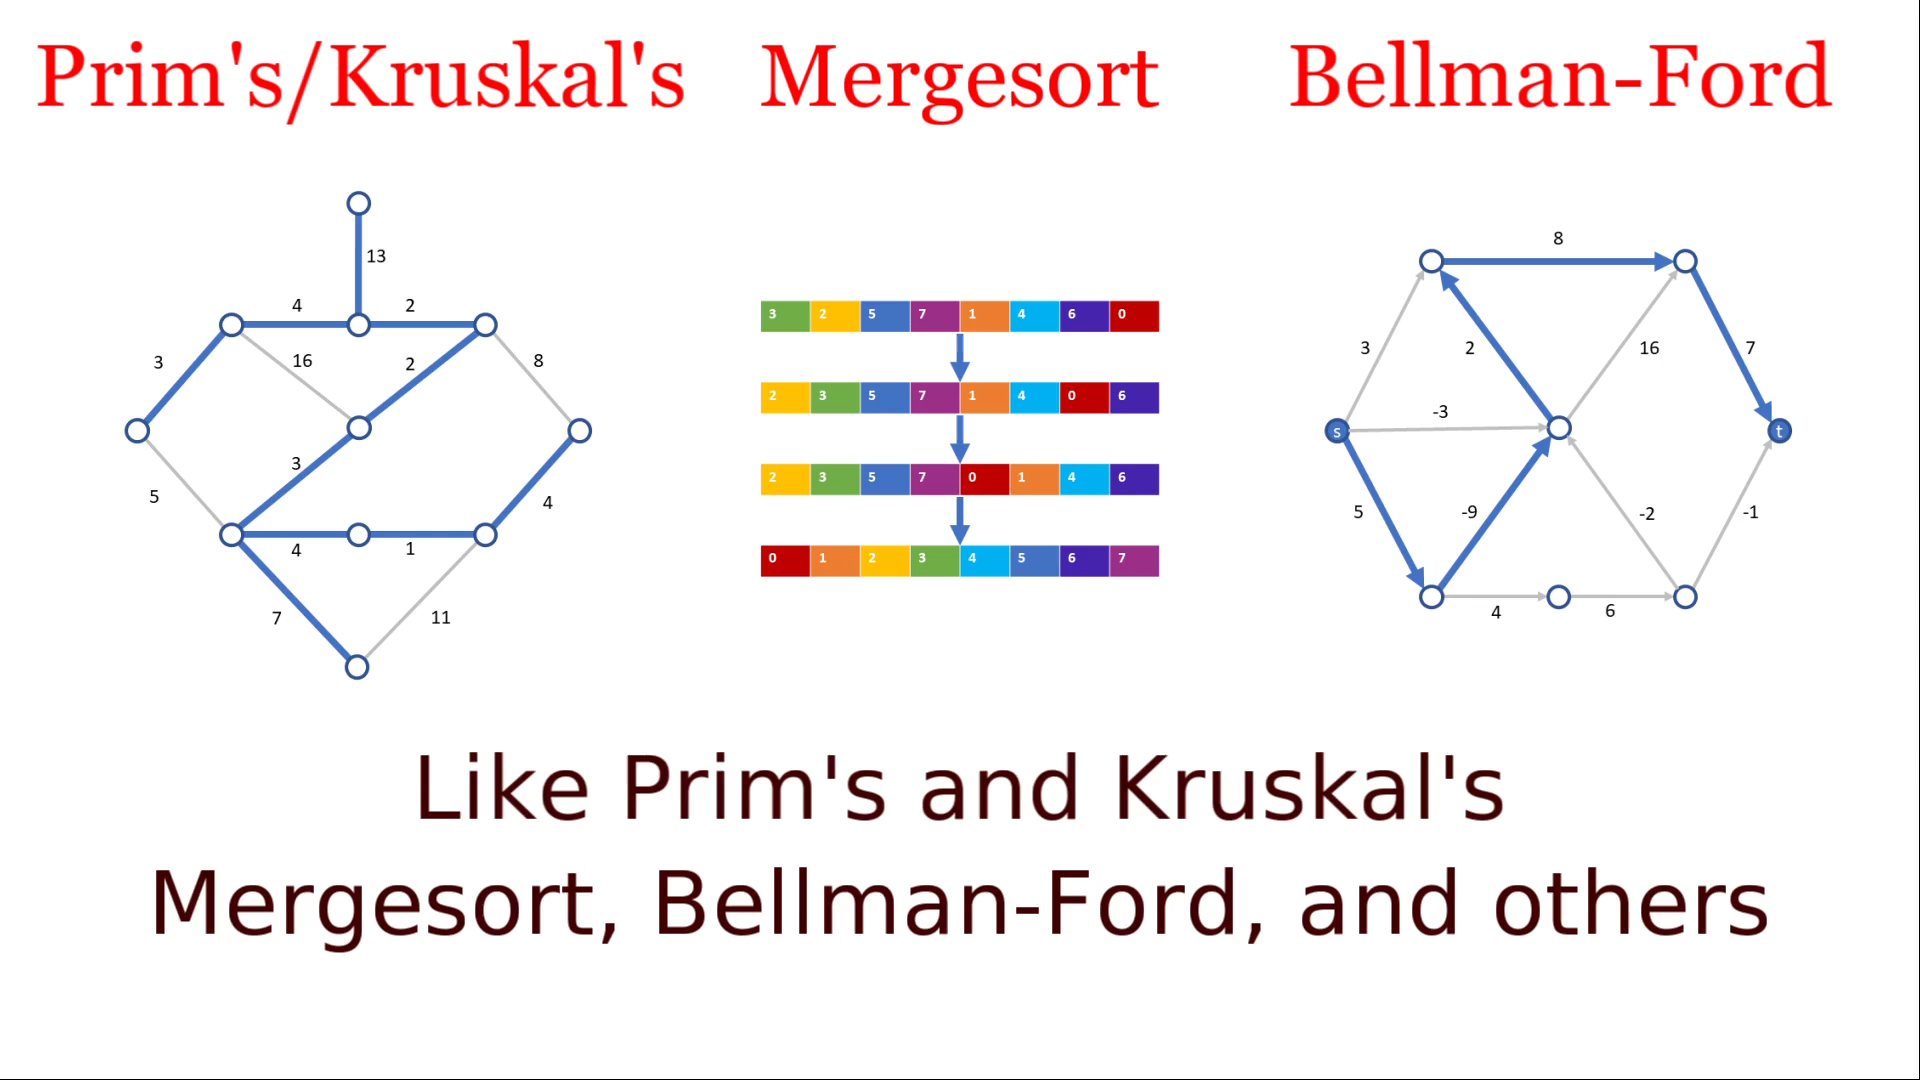 Prim's/Kruskal's Mergesort Bellman-Ford
13
4 2
3 16 2 8
3
5 4
4 1
7 11
3 2 5 7 1 4 6 0
2 3 5 7 1 4 0 6
2 3 5 7 0 1 4 6
0 1 2 3 4 5 6 7
8
3 2 16 7
-3
s t
5 -9 -2 -1
4 6
Like Prim's and Kruskal's
Mergesort, Bellman-Ford, and others